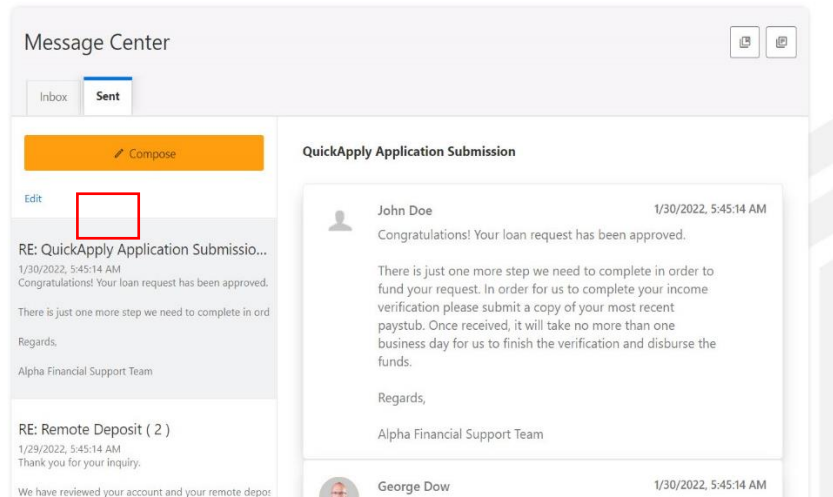 Message Center
Inbox
Sent
Compose
Edit
RE: QuickApply Application Submissio...
1/30/2022, 5:45:14 AM
Congratulations! Your loan request has been approved.
There is just one more step we need to complete in ord
Regards,
Alpha Financial Support Team
RE: Remote Deposit ( 2 )
1/29/2022, 5:45:14 AM
Thank you for your inquiry.
We have reviewed your account and your remote depos
QuickApply Application Submission
John Doe
1/30/2022, 5:45:14 AM
Congratulations! Your loan request has been approved.
There is just one more step we need to complete in order to
fund your request. In order for us to complete your income
verification please submit a copy of your most recent
paystub. Once received, it will take no more than one
business day for us to finish the verification and disburse the
funds.
Regards,
Alpha Financial Support Team
George Dow
1/30/2022, 5:45:14 AM